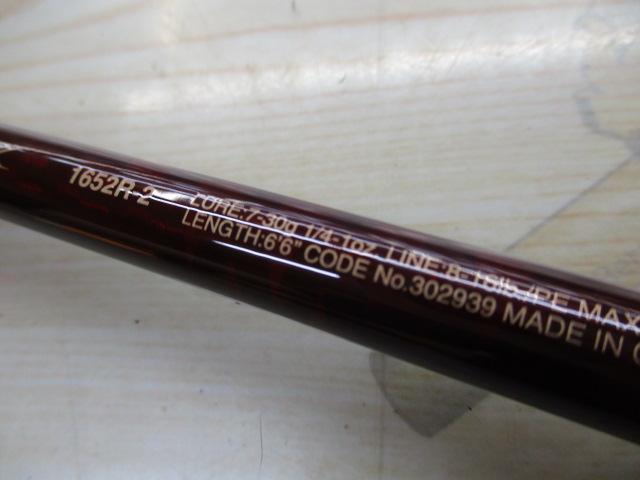 1652R-2 LURE:7-30g 1/4-1oz. LINE:8-16lb./PE MAX
LENGTH:6'6" CODE No.302939 MADE IN